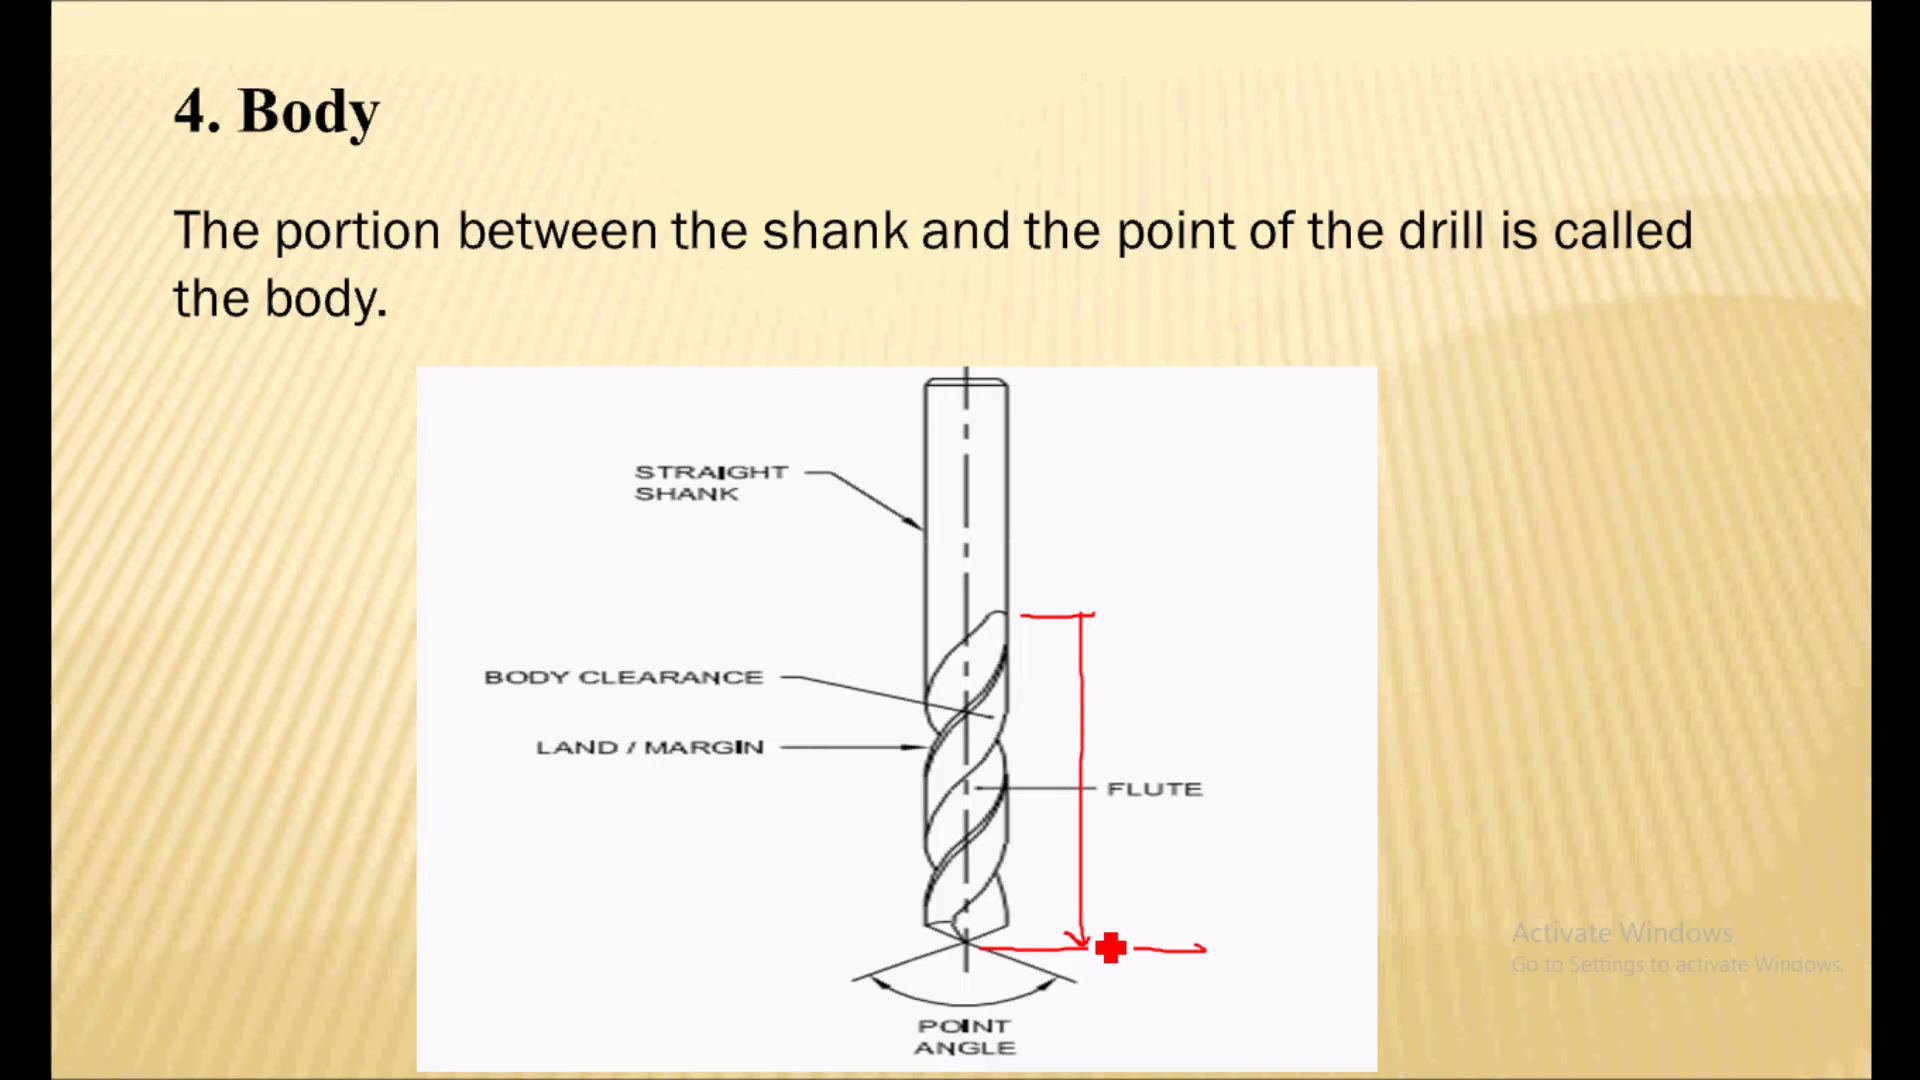 4. Body
The portion between the shank and the point of the drill is called
the body.
STRAIGHT
SHANK
BODY CLEARANCE
LAND / MARGIN
FLUTE
POINT
ANGLE
Activate Windows
Go to Settings to activate Windows.